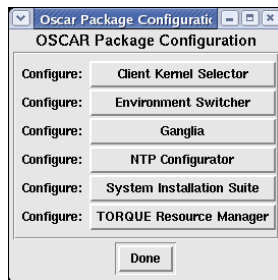 Oscar Package Configuratic
OSCAR Package Configuration
Configure: Client Kernel Selector
Configure: Environment Switcher
Configure: Ganglia
Configure: NTP Configurator
Configure: System Installation Suite
Configure: TORQUE Resource Manager
Done